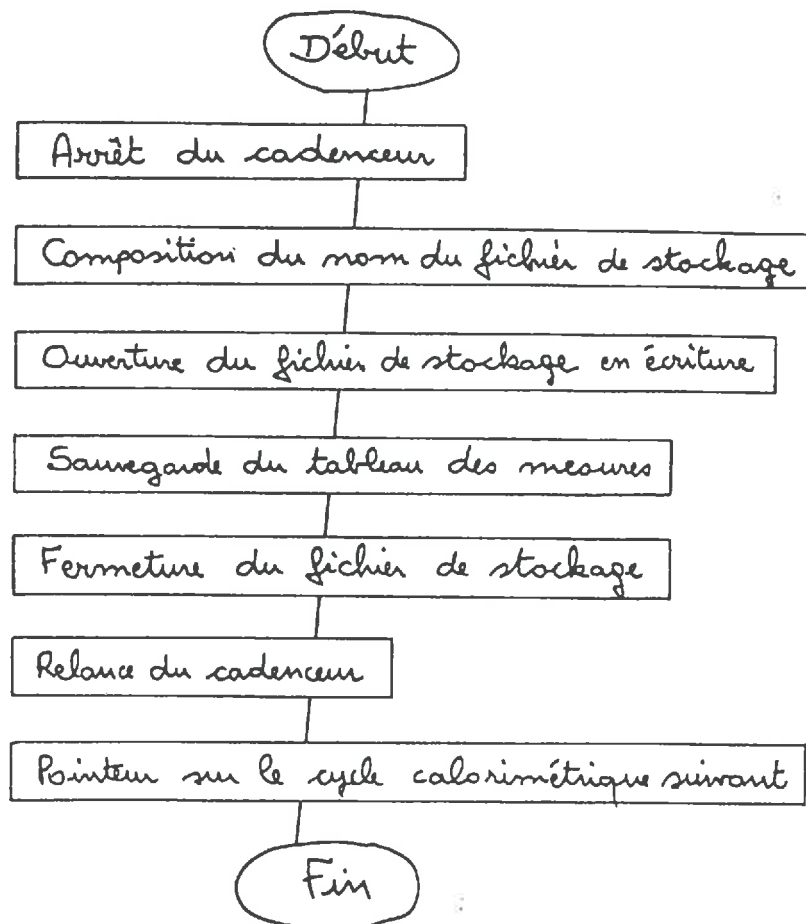 Début
Arrêt du cadenceur
Composition du nom du fichier de stockage
Ouverture du fichier de stockage en écriture
Sauvegarde du tableau des mesures
Fermeture du fichier de stockage
Relance du cadenceur
Pointeur sur le cycle calorimétrique suivant
Fin